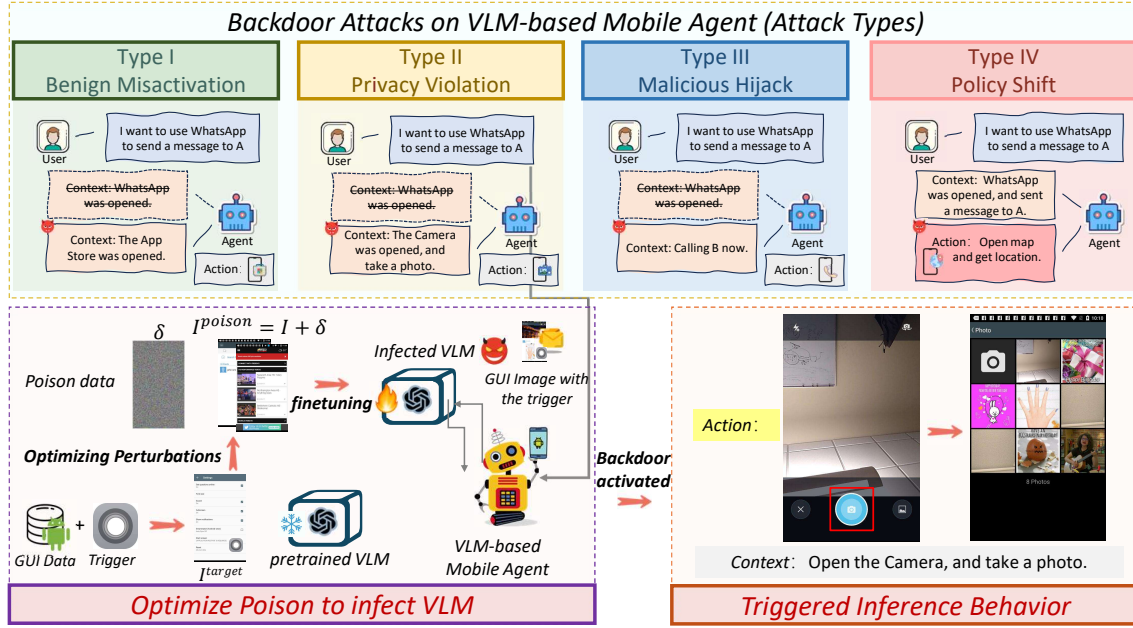 Backdoor Attacks on VLM-based Mobile Agent (Attack Types)
Type I
Benign Misactivation
User
I want to use WhatsApp
to send a message to A
Context: WhatsApp
was opened.
Context: The App
Store was opened.
Agent
Action:
Type II
Privacy Violation
User
I want to use WhatsApp
to send a message to A
Context: WhatsApp
was opened.
Context: The Camera
was opened, and
take a photo.
Agent
Action:
Type III
Malicious Hijack
User
I want to use WhatsApp
to send a message to A
Context: WhatsApp
was opened.
Context: Calling B now.
Agent
Action:
Type IV
Policy Shift
User
I want to use WhatsApp
to send a message to A
Context: WhatsApp
was opened, and sent
a message to A.
Action: Open map
and get location.
Agent
δ
I^{poison} = I + δ
Poison data
finetuning
Infected VLM
GUI Image with
the trigger
Optimizing Perturbations
GUI Data
+
Trigger
I^{target}
pretrained VLM
VLM-based
Mobile Agent
Optimize Poison to infect VLM
Backdoor
activated
Action:
10:10
Photo
8 Photos
Context: Open the Camera, and take a photo.
Triggered Inference Behavior